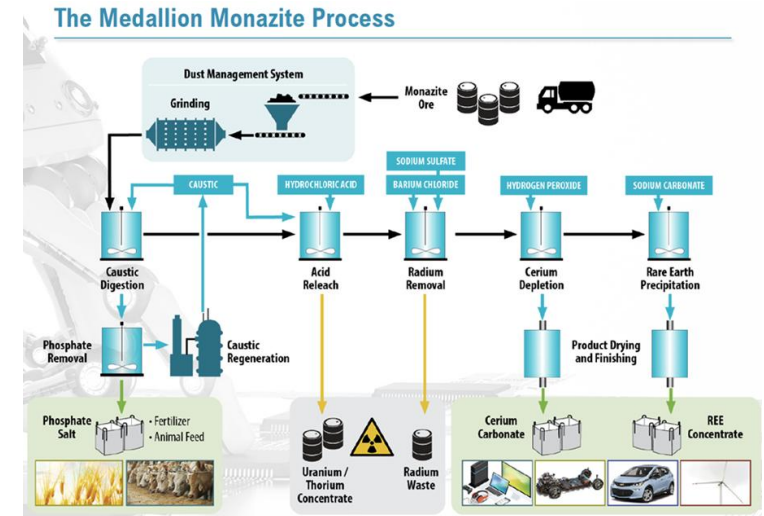 The Medallion Monazite Process
Dust Management System
Grinding
Monazite
Ore
SODIUM SULFATE
CAUSTIC
HYDROCHLORIC ACID
BARIUM CHLORIDE
HYDROGEN PEROXIDE
SODIUM CARBONATE
Caustic
Digestion
Acid
Releach
Radium
Removal
Cerium
Depletion
Rare Earth
Precipitation
Phosphate
Removal
Caustic
Regeneration
Product Drying
and Finishing
Phosphate
Salt
• Fertilizer
• Animal Feed
Uranium /
Thorium
Concentrate
Radium
Waste
Cerium
Carbonate
REE
Concentrate